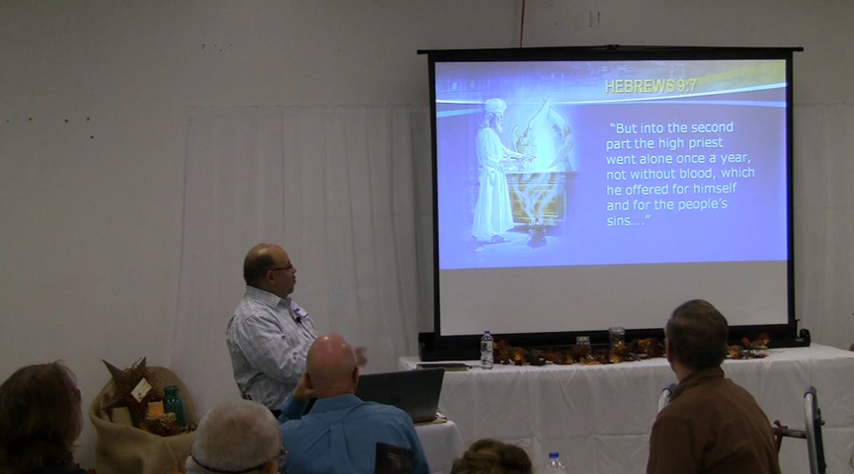 HEBREWS 9:7
“But into the second
part the high priest
went alone once a year,
not without blood, which
he offered for himself
and for the people’s
sins....”